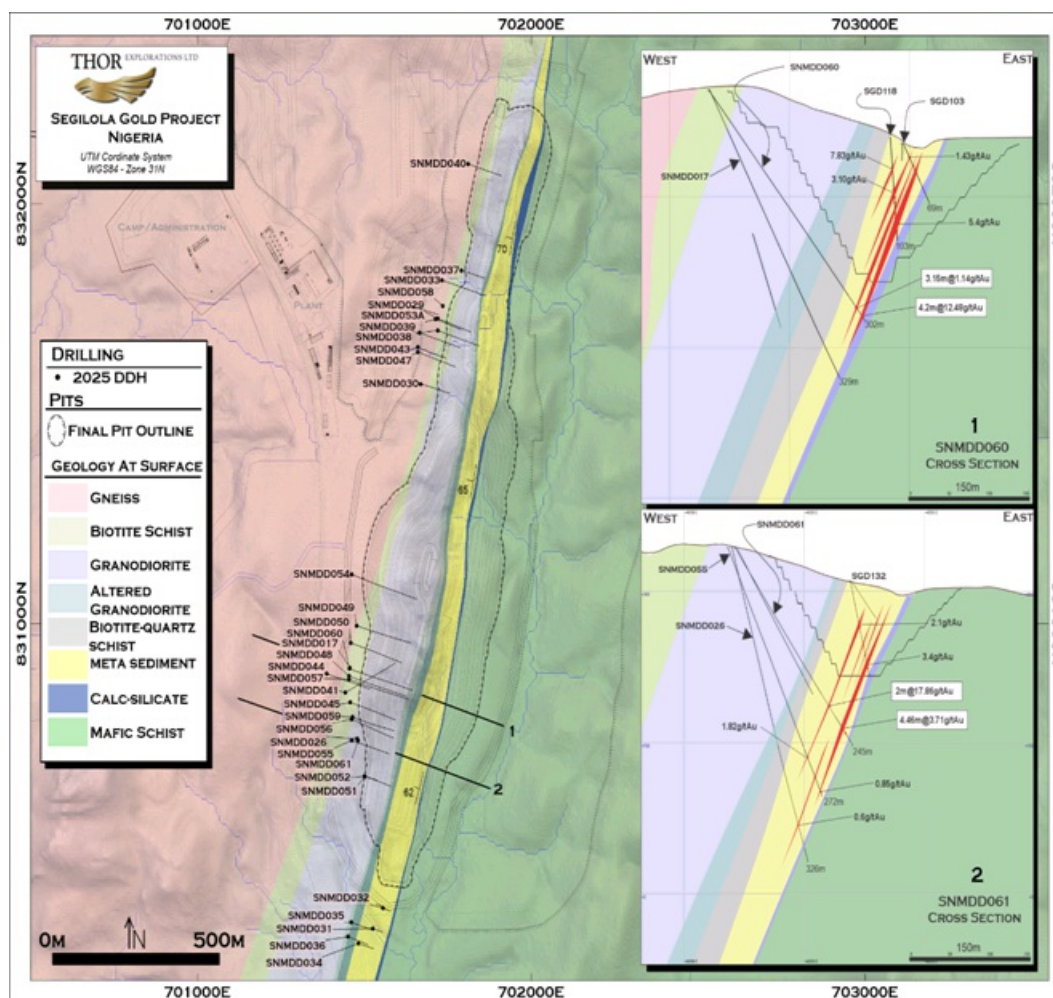 701000E
702000E
703000E
THOR EXPLORATIONS LTD
SEGILOLA GOLD PROJECT
NIGERIA
UTM Cordinate System
WGS84 - Zone 31N
832000N
831000N
CAMP/ADMINISTRATION
PLANT
DRILLING
2025 DDH
PITS
FINAL PIT OUTLINE
GEOLOGY AT SURFACE
GNEISS
BIOTITE SCHIST
GRANODIORITE
ALTERED
GRANODIORITE
BIOTITE-QUARTZ
SCHIST
META SEDIMENT
CALC-SILICATE
MAFIC SCHIST
0M
N
500M
SNMDD040
SNMDD037
SNMDD033
SNMDD058
SNMDD029
SNMDD053A
SNMDD039
SNMDD038
SNMDD043
SNMDD047
SNMDD030
SNMDD054
SNMDD049
SNMDD050
SNMDD060
SNMDD017
SNMDD048
SNMDD044
SNMDD057
SNMDD041
SNMDD045
SNMDD059
SNMDD056
SNMDD026
SNMDD055
SNMDD061
SNMDD052
SNMDD051
SNMDD032
SNMDD035
SNMDD031
SNMDD036
SNMDD034
70
65
62
1
2
WEST
EAST
SNMDD060
SGD118
SGD103
SNMDD017
7.83g/tAu
1.43g/tAu
3.10g/tAu
69m
5.4g/tAu
103m
3.16m@1.14g/tAu
4.2m@12.49g/tAu
302m
329m
1
SNMDD060
CROSS SECTION
150m
WEST
EAST
SNMDD061
SNMDD055
SGD132
SNMDD026
2.1g/tAu
3.4g/tAu
2m@17.86g/tAu
1.82g/tAu
4.46m@3.71g/tAu
245m
0.85g/tAu
272m
0.6g/tAu
326m
2
SNMDD061
CROSS SECTION
150m
701000E
702000E
703000E